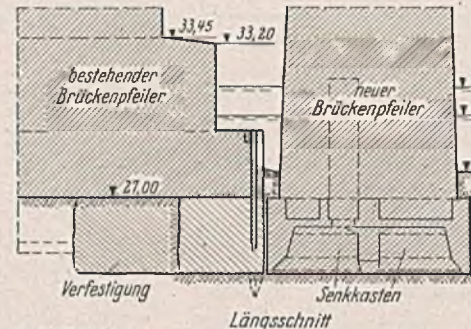 33,45
33,20
bestehender
Brückenpfeiler
neuer
Brückenpfeiler
27,00
Verfestigung
Senkkasten
Längsschnitt